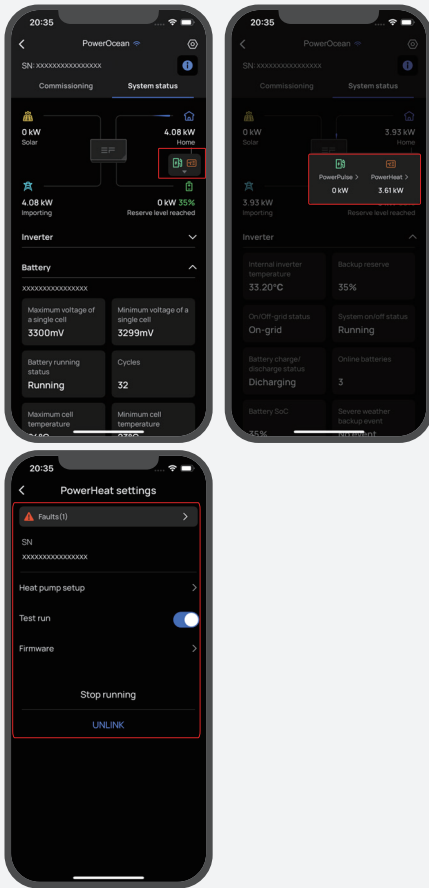 20:35
PowerOcean
SN: XXXXXXXXXXXXXXXX
Commissioning
System status
0 kW
Solar
4.08 kW
Home
4.08 kW
Importing
0 kW 35%
Reserve level reached
Inverter
Battery
XXXXXXXXXXXXXXXX
Maximum voltage of
a single cell
3300mV
Minimum voltage of a
single cell
3299mV
Battery running
status
Running
Cycles
32
Maximum cell
temperature
Minimum cell
temperature
20:35
PowerOcean
SN: XXXXXXXXXXXXXXXX
Commissioning
System status
0 kW
Solar
3.93 kW
Home
PowerPulse >
0 kW
PowerHeat >
3.61 kW
3.93 kW
Importing
0 kW 35%
Reserve level reached
Inverter
Internal inverter
temperature
33.20°C
Backup reserve
35%
On/Off-grid status
On-grid
System on/off status
Running
Battery charge/
discharge status
Dicharging
Online batteries
3
Battery SoC
35%
Severe weather
backup event
No event
20:35
PowerHeat settings
Faults(1)
SN
xxxxxxxxxxxxxxxx
Heat pump setup
Test run
Firmware
Stop running
UNLINK